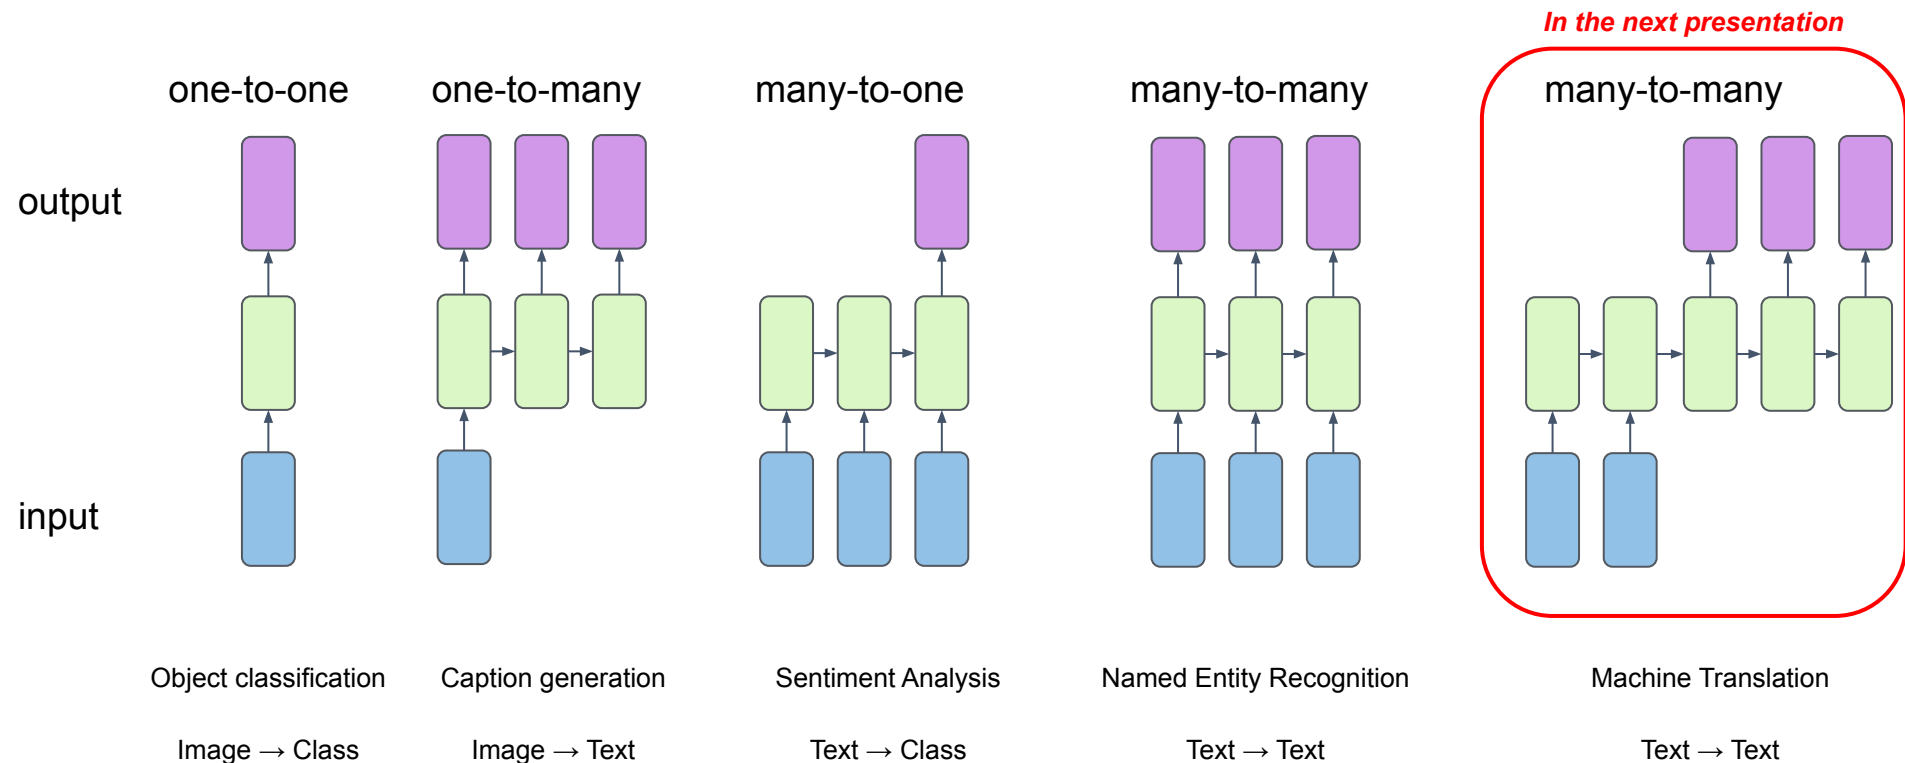 In the next presentation
one-to-one one-to-many many-to-one many-to-many many-to-many
output
input
Object classification Caption generation Sentiment Analysis Named Entity Recognition Machine Translation
Image → Class Image → Text Text → Class Text → Text Text → Text